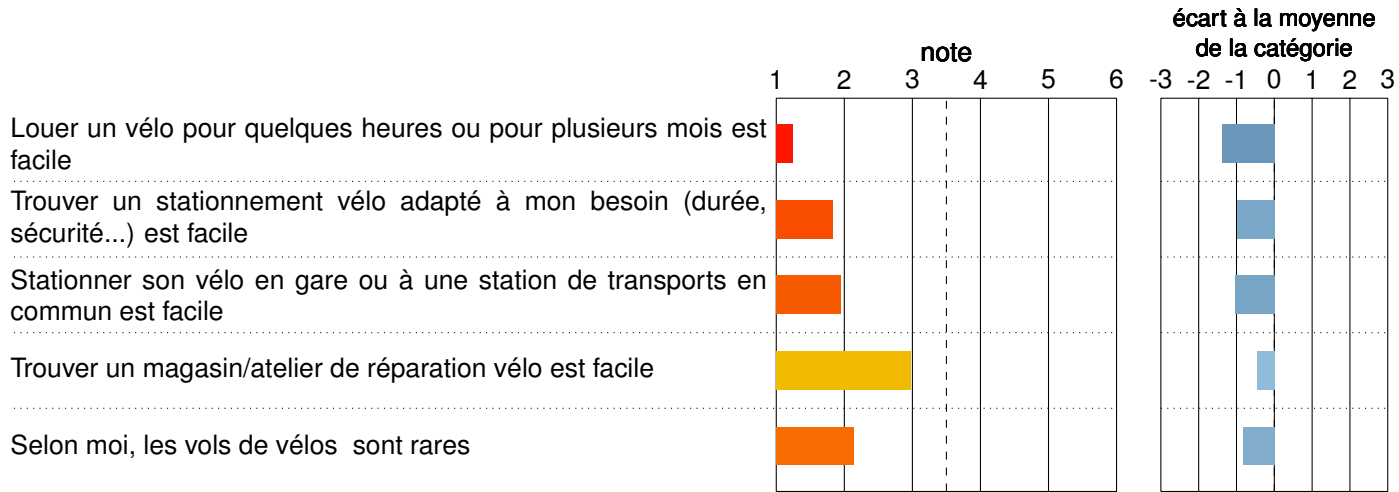 écart à la moyenne
note de la catégorie
1 2 3 4 5 6 -3 -2 -1 0 1 2 3
Louer un vélo pour quelques heures ou pour plusieurs mois est
facile
Trouver un stationnement vélo adapté à mon besoin (durée,
sécurité...) est facile
Stationner son vélo en gare ou à une station de transports en
commun est facile
Trouver un magasin/atelier de réparation vélo est facile
Selon moi, les vols de vélos sont rares